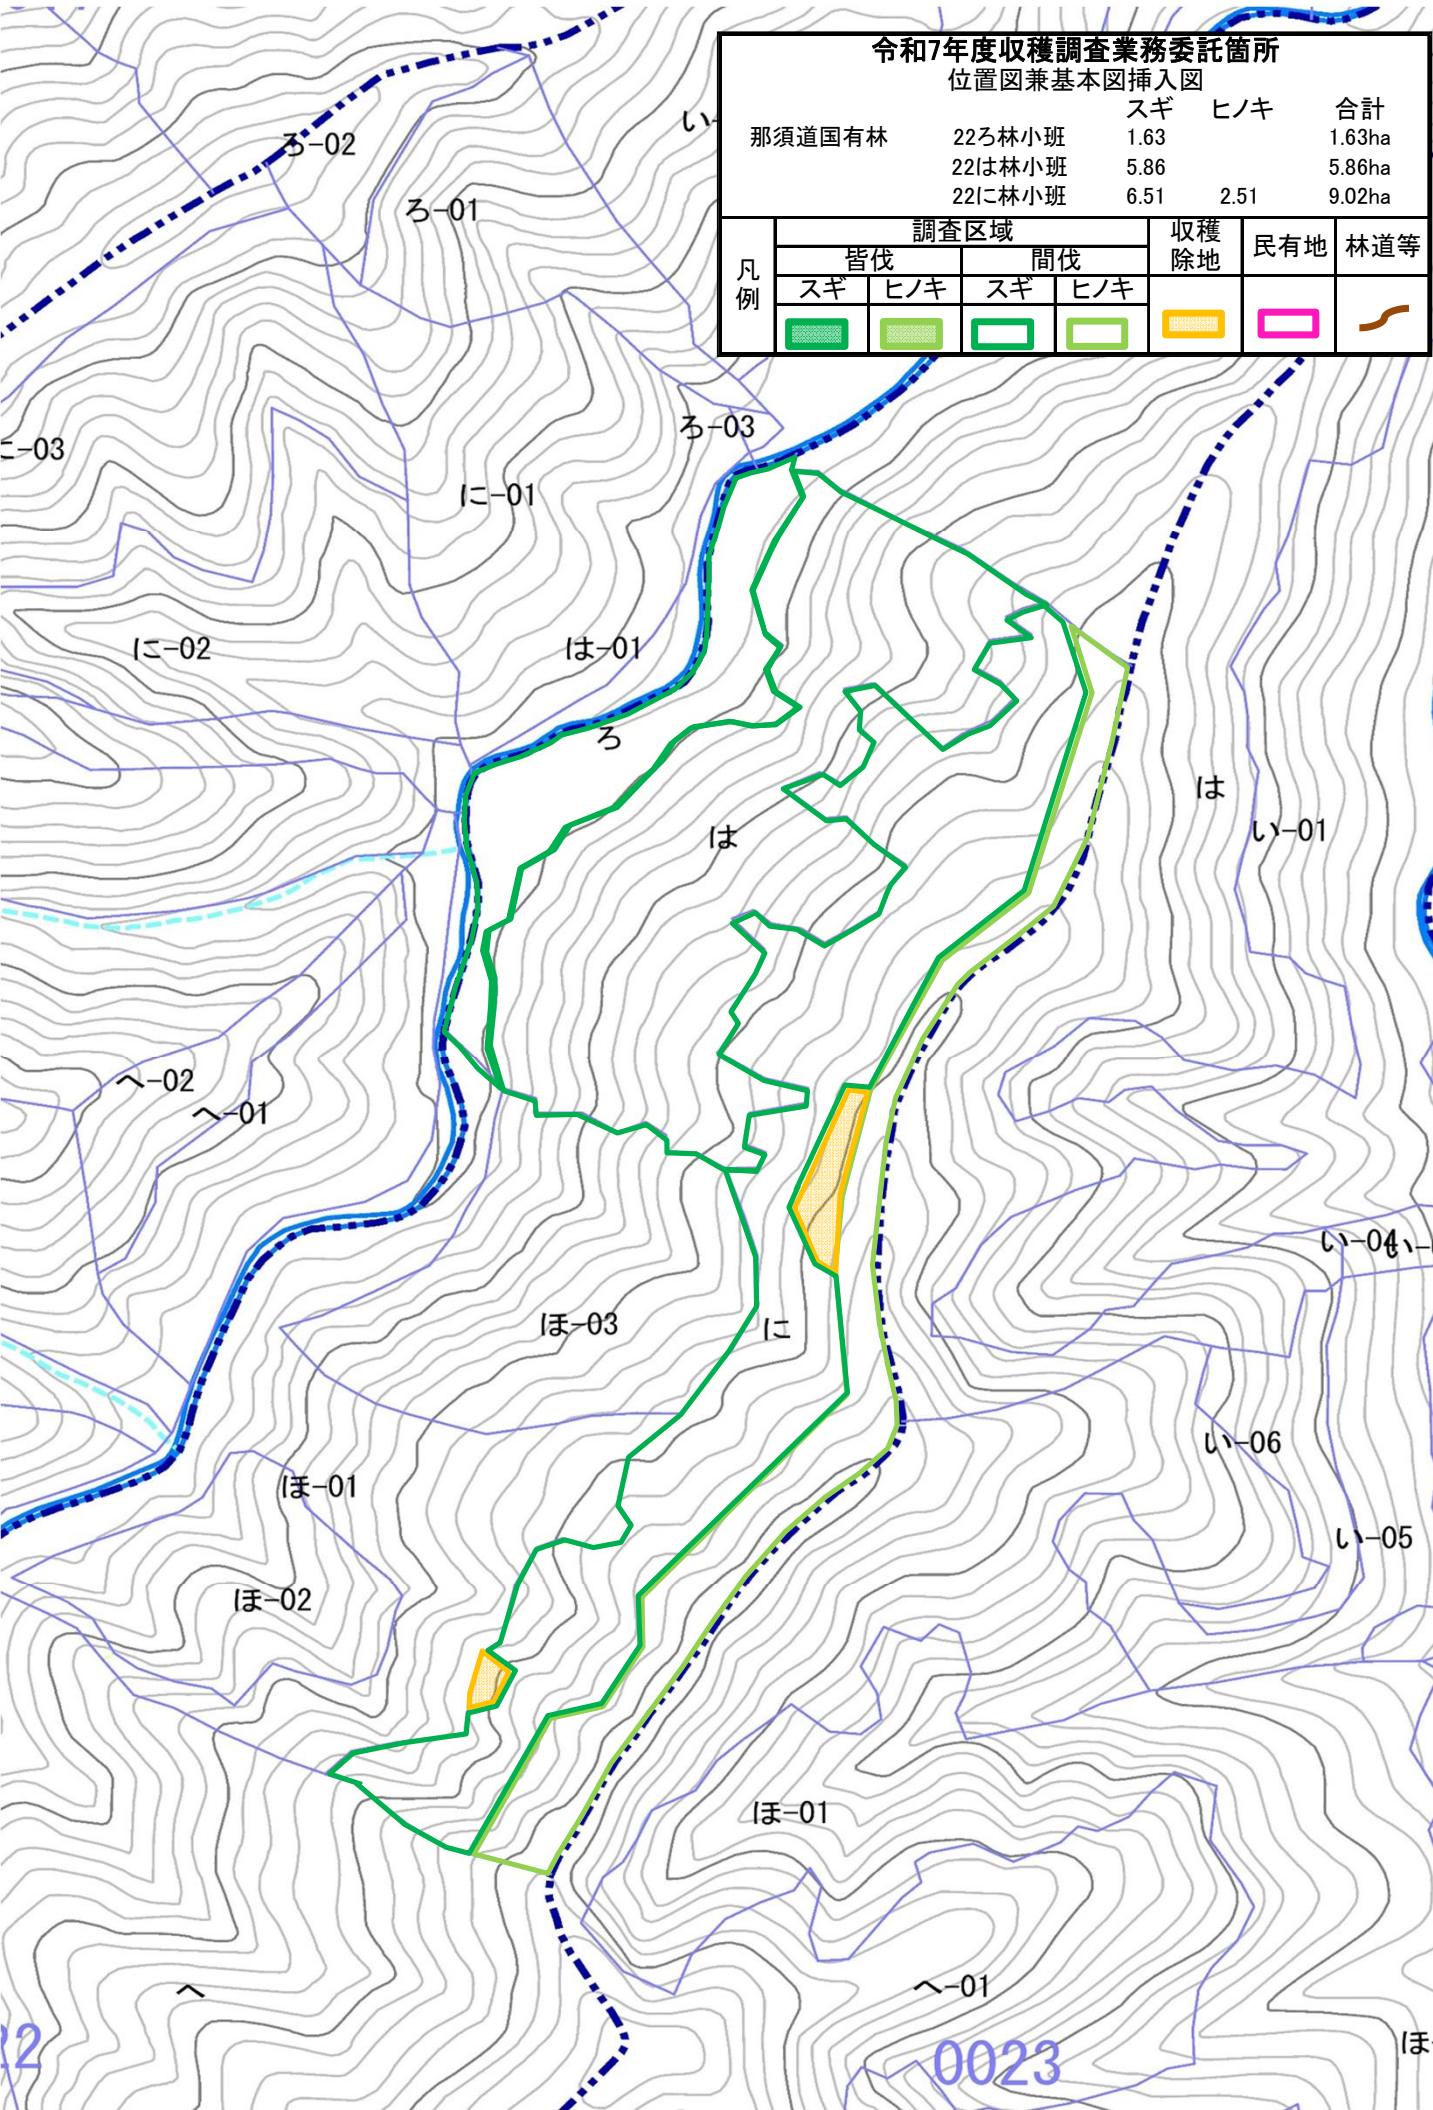 令和7年度収穫調査業務委託箇所
位置図兼基本図挿入図
スギ ヒノキ 合計
那須道国有林 22ろ林小班 1.63 1.63ha
22は林小班 5.86 5.86ha
22に林小班 6.51 2.51 9.02ha
凡例
調査区域
収穫除地
民有地
林道等
皆伐 間伐
スギ ヒノキ スギ ヒノキ
ろ-02
い-
ろ-01
ろ-03
に-03
に-01
に-02
は-01
ろ
は
は
い-01
へ-02
へ-01
い-04
い-
ほ-03
に
い-06
ほ-01
い-05
ほ-02
ほ-01
へ
へ-01
22
0023
ほ-